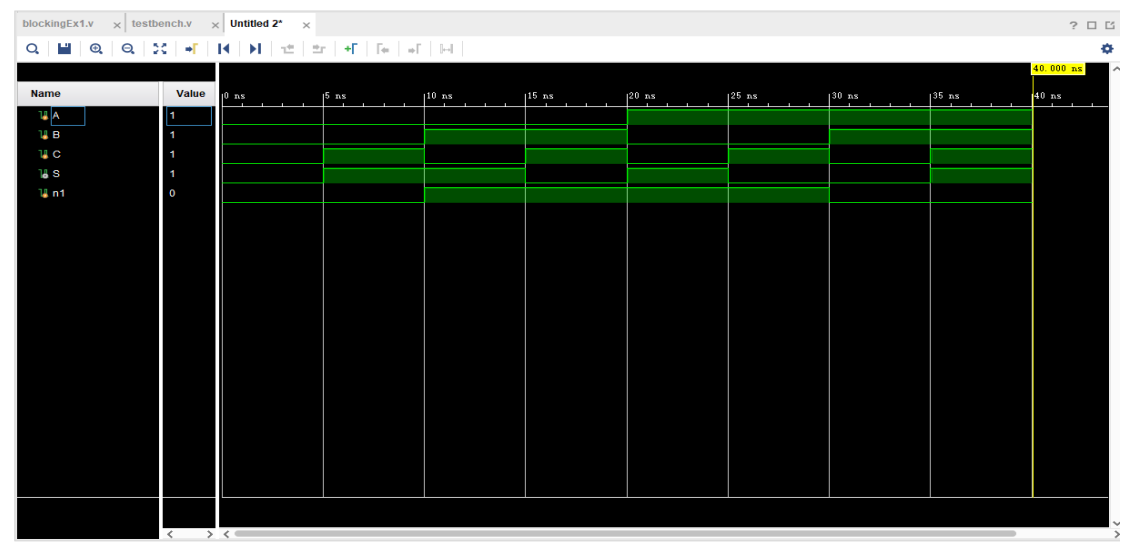 blockingEx1.v × testbench.v × Untitled 2* ×
40.000 ns
Name Value 0 ns 5 ns 10 ns 15 ns 20 ns 25 ns 30 ns 35 ns 40 ns
A 1
B 1
C 1
S 1
n1 0